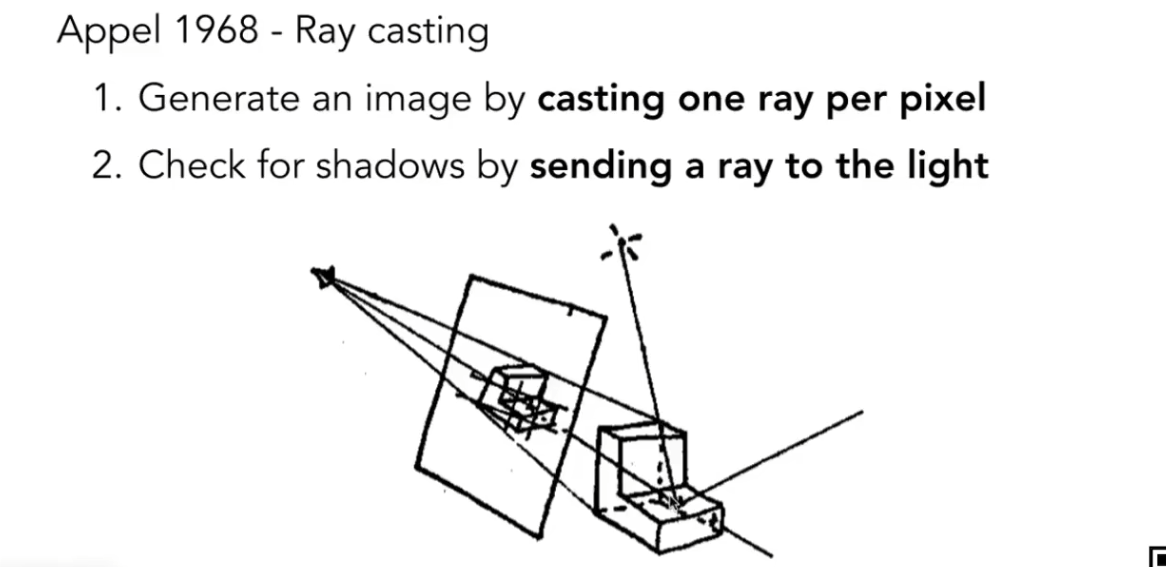 Appel 1968 - Ray casting
1. Generate an image by casting one ray per pixel
2. Check for shadows by sending a ray to the light